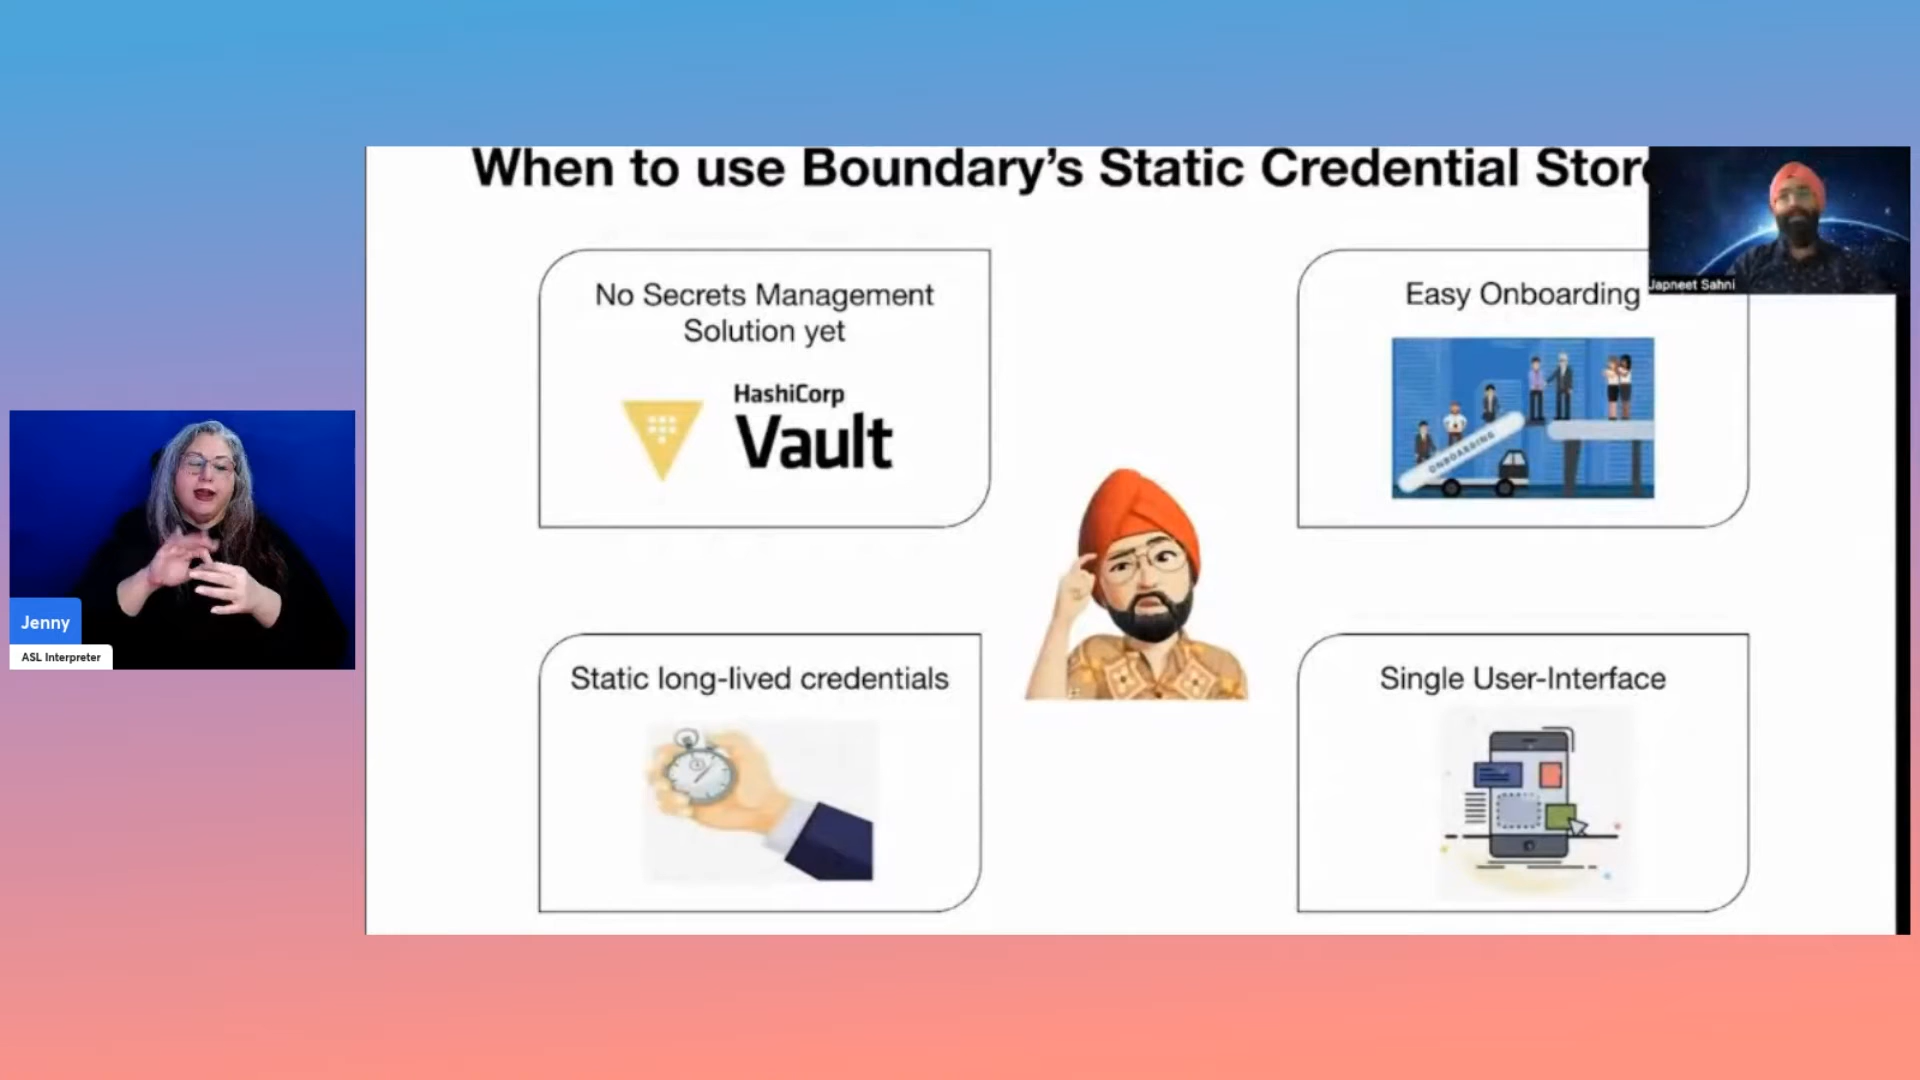 When to use Boundary's Static Credential Stor
No Secrets Management
Solution yet
HashiCorp
Vault
Easy Onboarding
ONBOARDING
Japneet Sahni
Jenny
ASL Interpreter
Static long-lived credentials
Single User-Interface